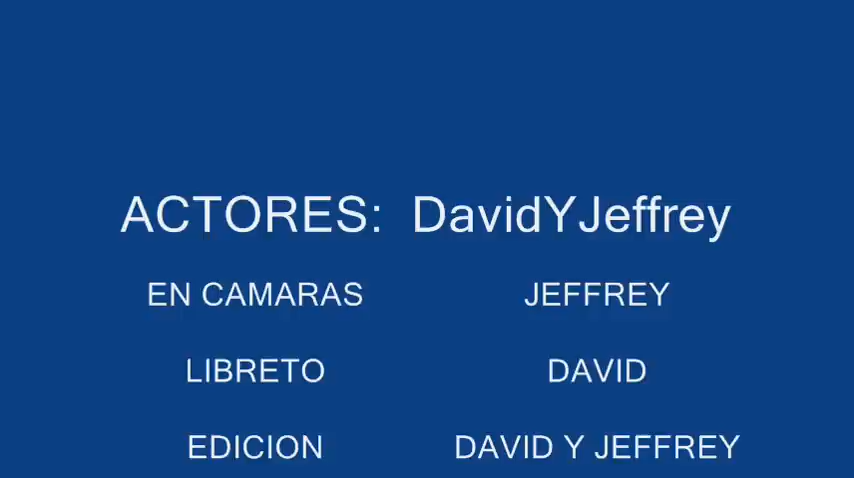 ACTORES: DavidYJeffrey
EN CAMARAS JEFFREY
LIBRETO DAVID
EDICION DAVID Y JEFFREY